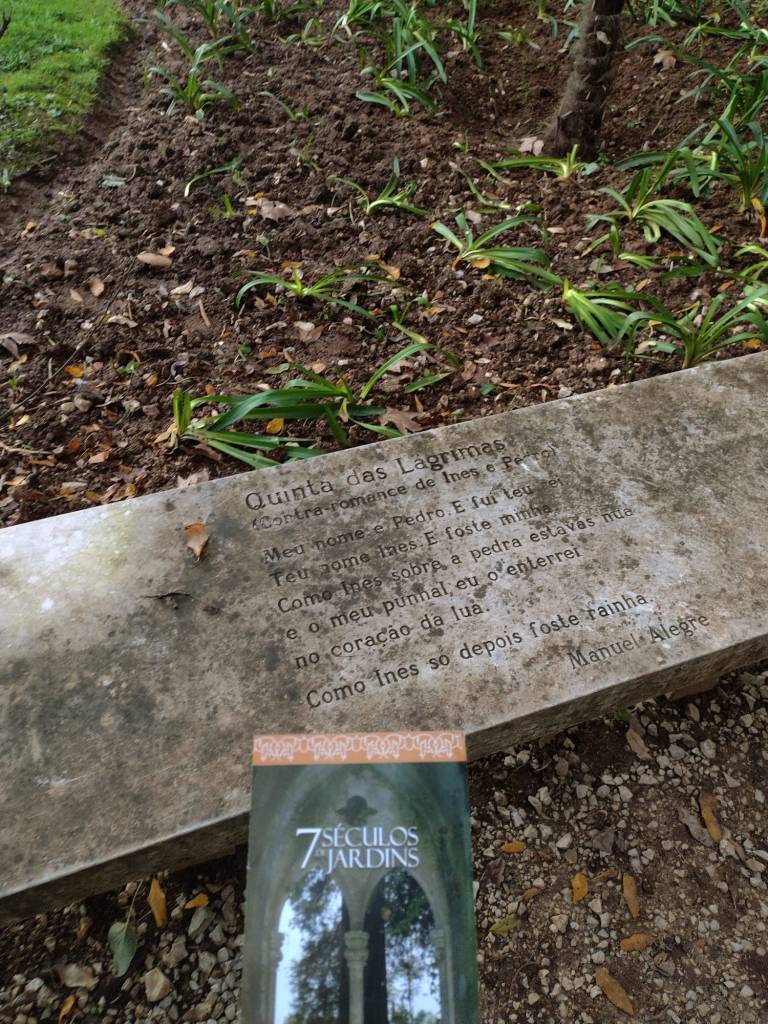 Quinta das Lagrimas
(Contra-romance de Ines e Pedro)
Meu nome e Pedro. E fui teu rei
Teu nome Ines. E foste minha
Como Ines sobre a pedra estavas nua
e o meu punhal, eu o enterrei
no coração da lua.
Como Ines so depois foste rainha.
Manuel Alegre
7 SÉCULOS
DE JARDINS